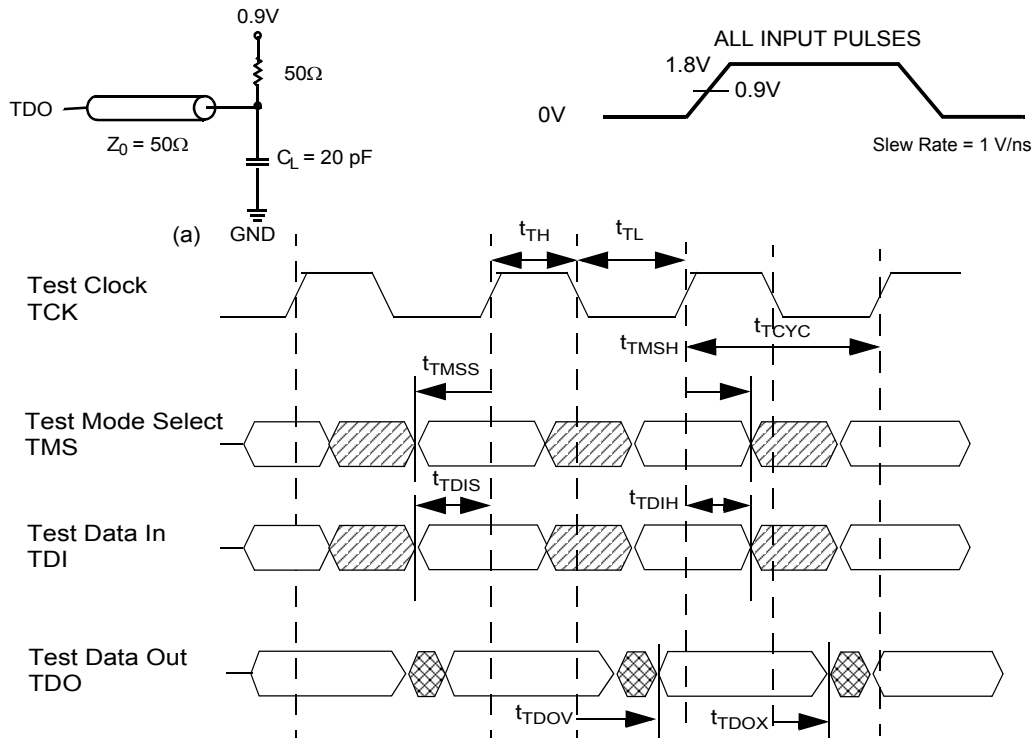 0.9V
50Ω
TDO
Z0 = 50Ω
CL = 20 pF
(a)
GND
ALL INPUT PULSES
1.8V
0.9V
0V
Slew Rate = 1 V/ns
tTH
tTL
Test Clock
TCK
tTMSH
tTCYC
tTMSS
Test Mode Select
TMS
tTDIS
tTDIH
Test Data In
TDI
Test Data Out
TDO
tTDOV
tTDOX